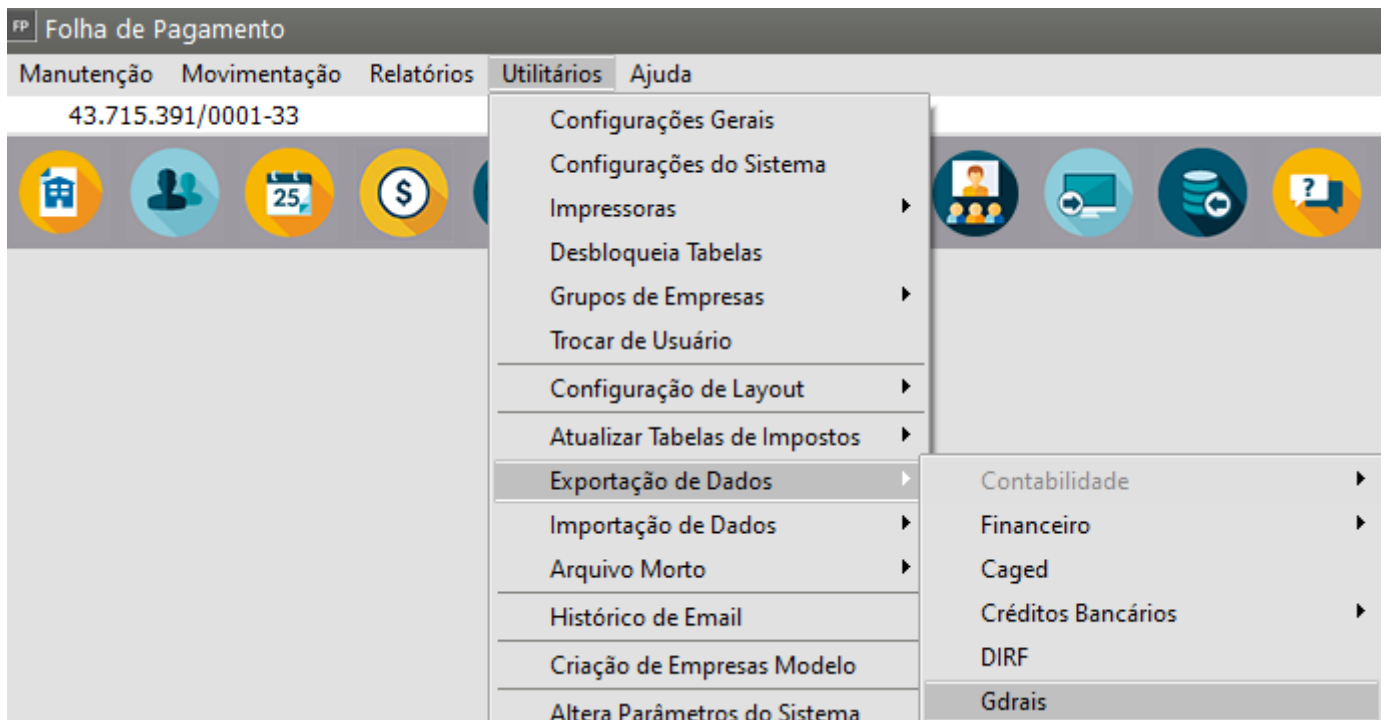 FP Folha de Pagamento
Manutenção Movimentação Relatórios Utilitários Ajuda
43.715.391/0001-33
25
$
?
Configurações Gerais
Configurações do Sistema
Impressoras
Desbloqueia Tabelas
Grupos de Empresas
Trocar de Usuário
Configuração de Layout
Atualizar Tabelas de Impostos
Exportação de Dados
Importação de Dados
Arquivo Morto
Histórico de Email
Criação de Empresas Modelo
Altera Parâmetros do Sistema
Contabilidade
Financeiro
Caged
Créditos Bancários
DIRF
Gdrais